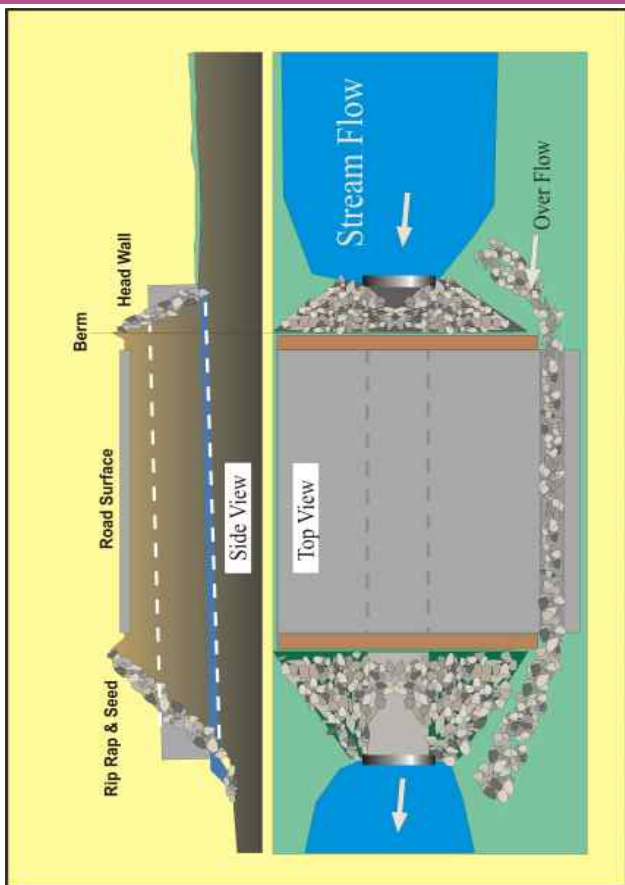 Rip Rap & Seed
Road Surface
Berm
Head Wall
Side View
Top View
Stream Flow
Over Flow